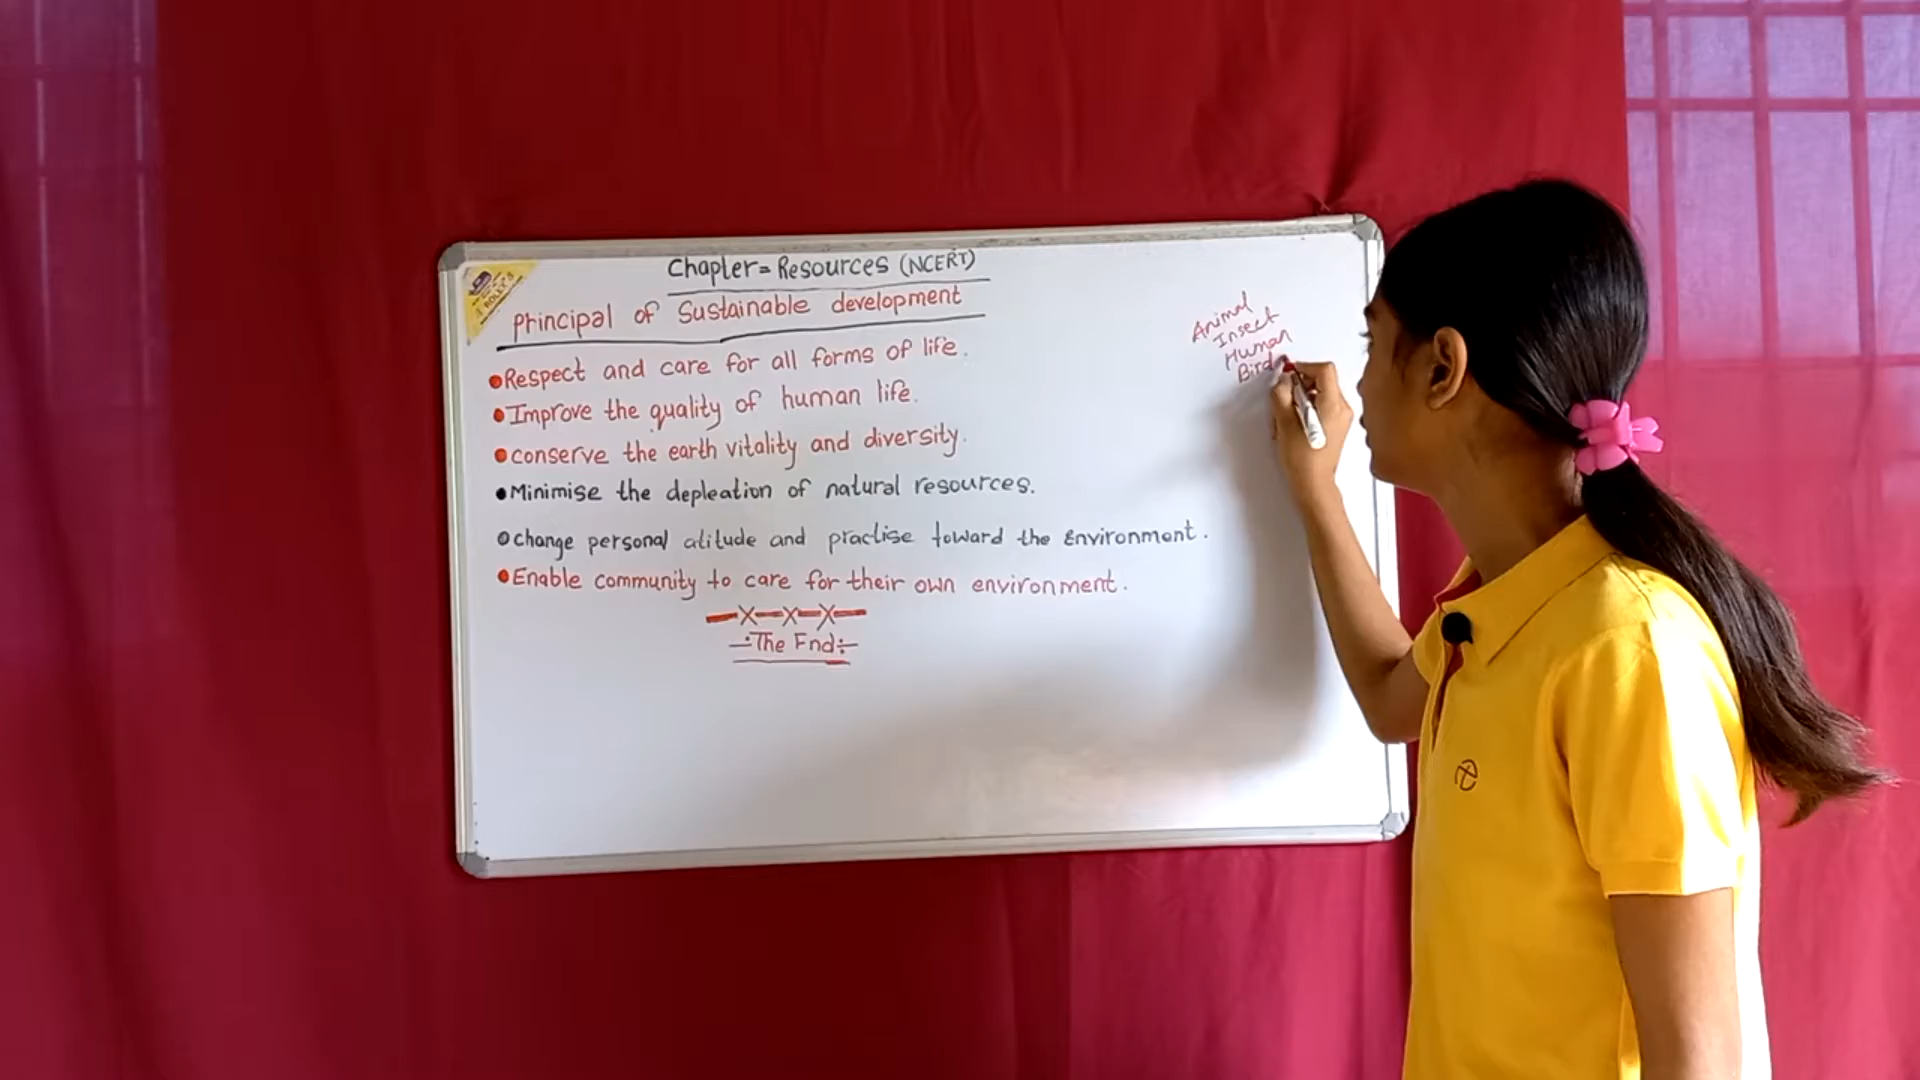 Chapter = Resources (NCERT)
Principal of Sustainable development
Respect and care for all forms of life.
Improve the quality of human life.
conserve the earth vitality and diversity.
Minimise the depleation of natural resources.
change personal atitude and practise toward the Environment.
Enable community to care for their own environment.
The End
Animal
Insect
Human
Bird